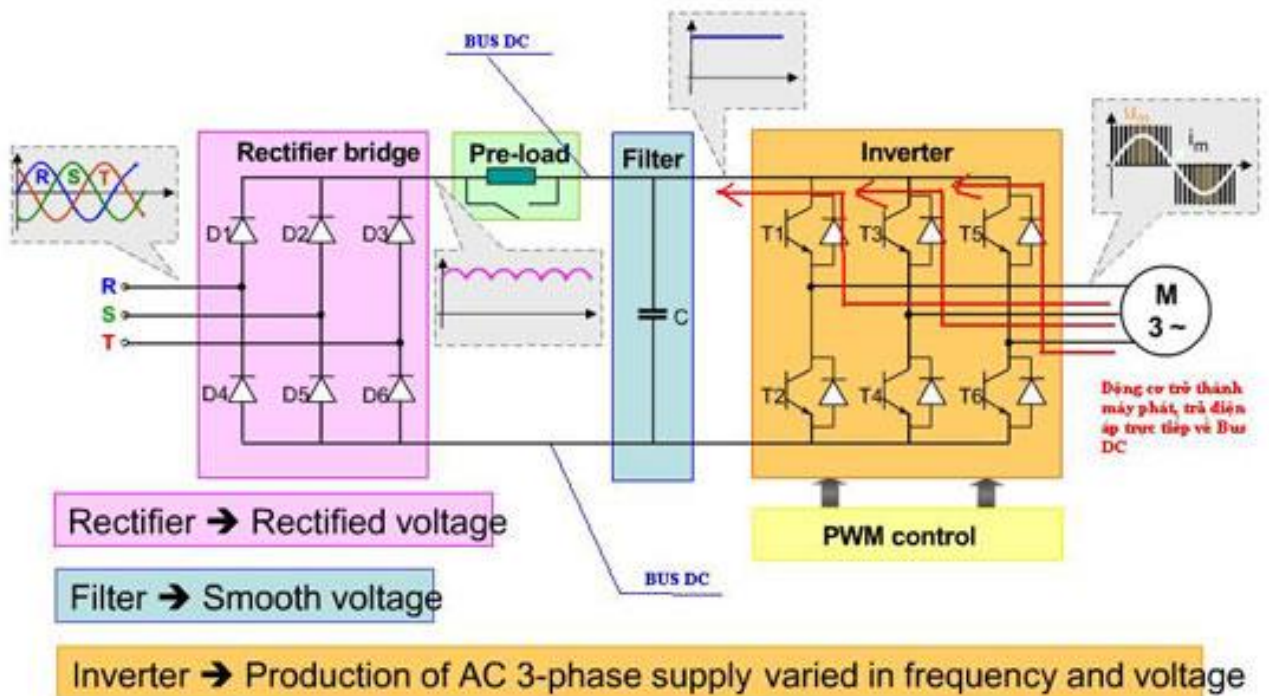 BUS DC
Rectifier bridge
Pre-load
Filter
Inverter
Um
im
R S T
D1 D2 D3
T1 T3 T5
R
S
T
C
M
3 ~
D4 D5 D6
T2 T4 T6
Động cơ trở thành
máy phát, trả điện
áp trực tiếp về Bus
DC
Rectifier ➔ Rectified voltage
PWM control
BUS DC
Filter ➔ Smooth voltage
Inverter ➔ Production of AC 3-phase supply varied in frequency and voltage